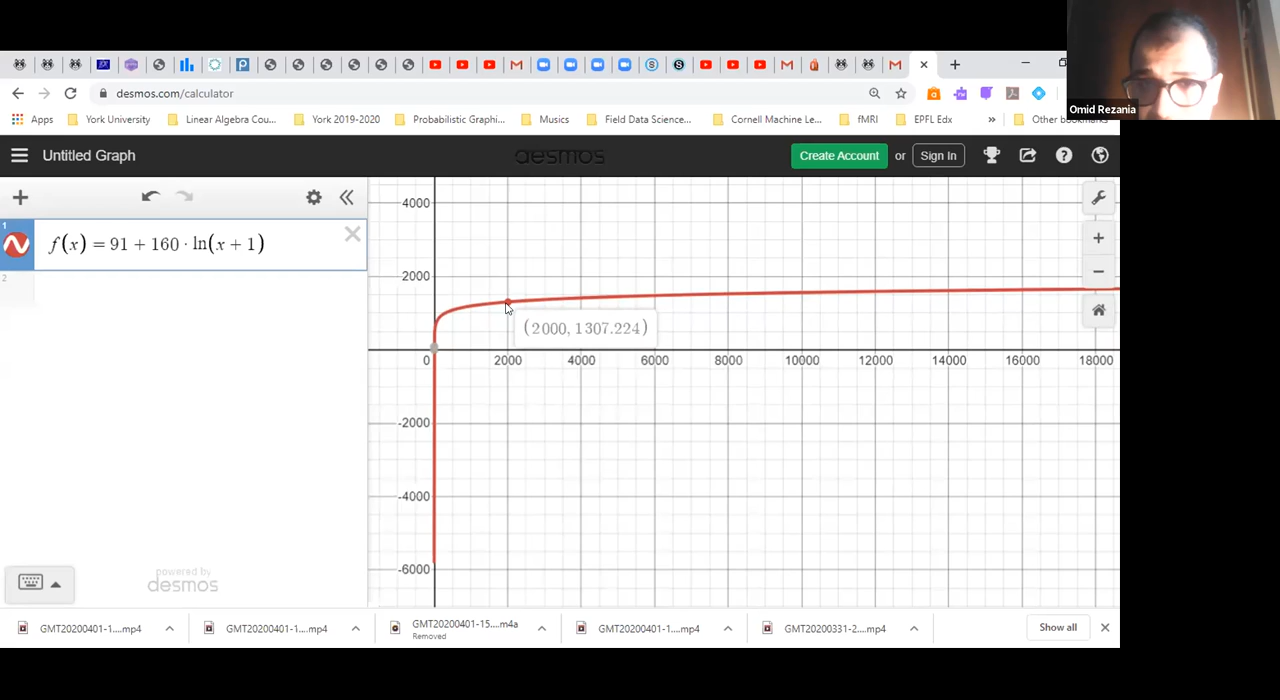 Omid Rezania
desmos.com/calculator
Apps York University Linear Algebra Cou... York 2019-2020 Probabilistic Graphi... Musics Field Data Science... Cornell Machine Le... fMRI EPFL Edx » Other bookmarks
Untitled Graph
desmos
Create Account or Sign In
1
f(x) = 91 + 160 · ln(x + 1)
2
4000
2000
(2000, 1307.224)
0 2000 4000 6000 8000 10000 12000 14000 16000 18000
-2000
-4000
-6000
powered by
desmos
GMT20200401-1....mp4
GMT20200401-1....mp4
GMT20200401-15....m4a
Removed
GMT20200401-1....mp4
GMT20200331-2....mp4
Show all